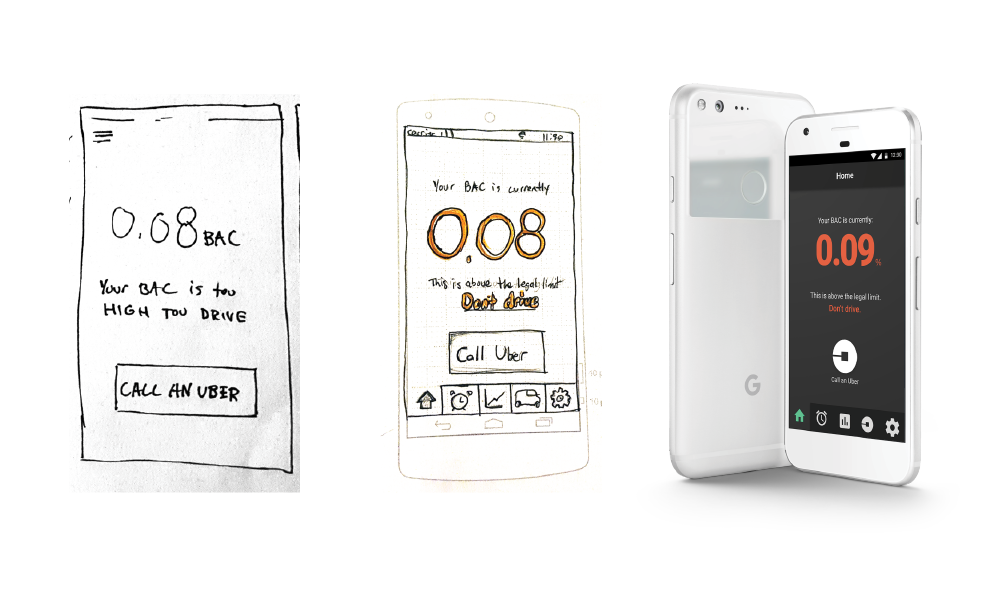 0.08 BAC
Your BAC is too
HIGH TOO DRIVE
CALL AN UBER
Carrier
11:30
Your BAC is currently
0.08
This is above the legal limit
Don't drive
Call Uber
12:30
Home
Your BAC is currently:
0.09 %
This is above the legal limit.
Don't drive.
Call an Uber
G